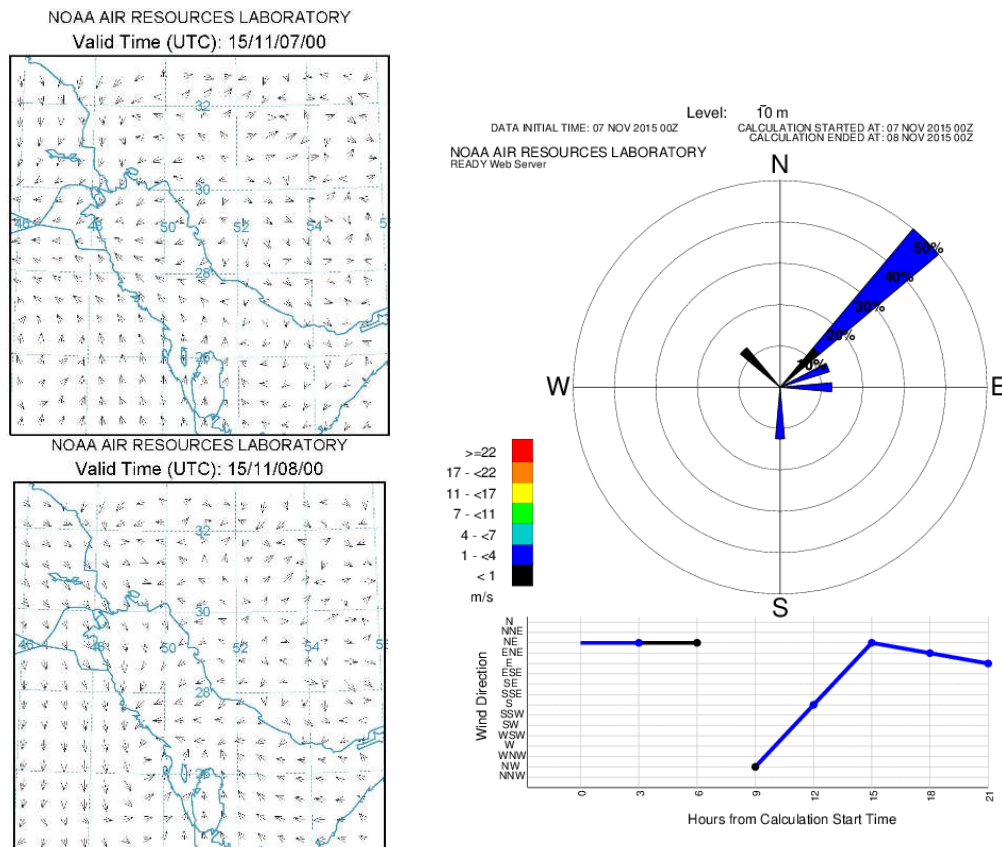 NOAA AIR RESOURCES LABORATORY
Valid Time (UTC): 15/11/07/00
32
30
46 48 50 52 54
28
26
NOAA AIR RESOURCES LABORATORY
Valid Time (UTC): 15/11/08/00
32
30
46 48 50 52
28
26
Level: 10 m
DATA INITIAL TIME: 07 NOV 2015 00Z
CALCULATION STARTED AT: 07 NOV 2015 00Z
CALCULATION ENDED AT: 08 NOV 2015 00Z
NOAA AIR RESOURCES LABORATORY
READY Web Server
N
50%
40%
30%
20%
10%
W
E
S
>=22
17 - <22
11 - <17
7 - <11
4 - <7
1 - <4
< 1
m/s
Wind Direction
N
NNE
NE
ENE
E
ESE
SE
SSE
S
SSW
SW
WSW
W
WNW
NW
NNW
0 3 6 9 12 15 18 21
Hours from Calculation Start Time